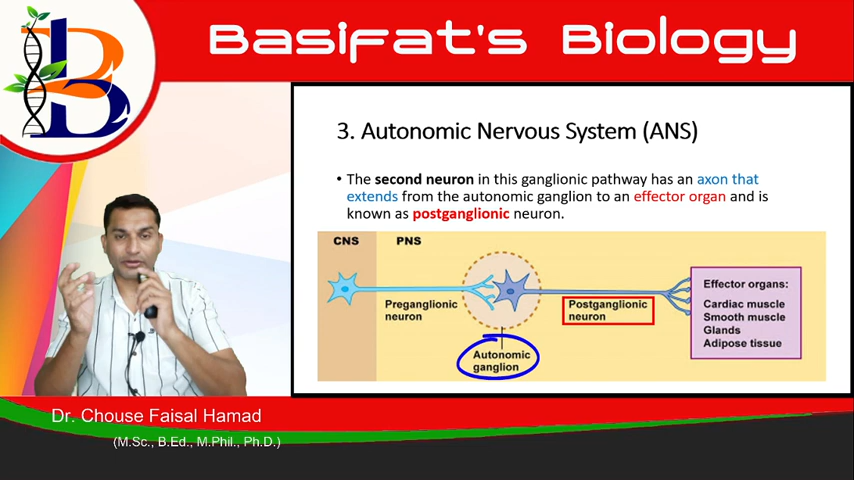 Basifat's Biology
3. Autonomic Nervous System (ANS)
• The second neuron in this ganglionic pathway has an axon that
extends from the autonomic ganglion to an effector organ and is
known as postganglionic neuron.
CNS PNS
Preganglionic
neuron
Autonomic
ganglion
Postganglionic
neuron
Effector organs:
Cardiac muscle
Smooth muscle
Glands
Adipose tissue
Dr. Chouse Faisal Hamad
(M.Sc., B.Ed., M.Phil., Ph.D.)